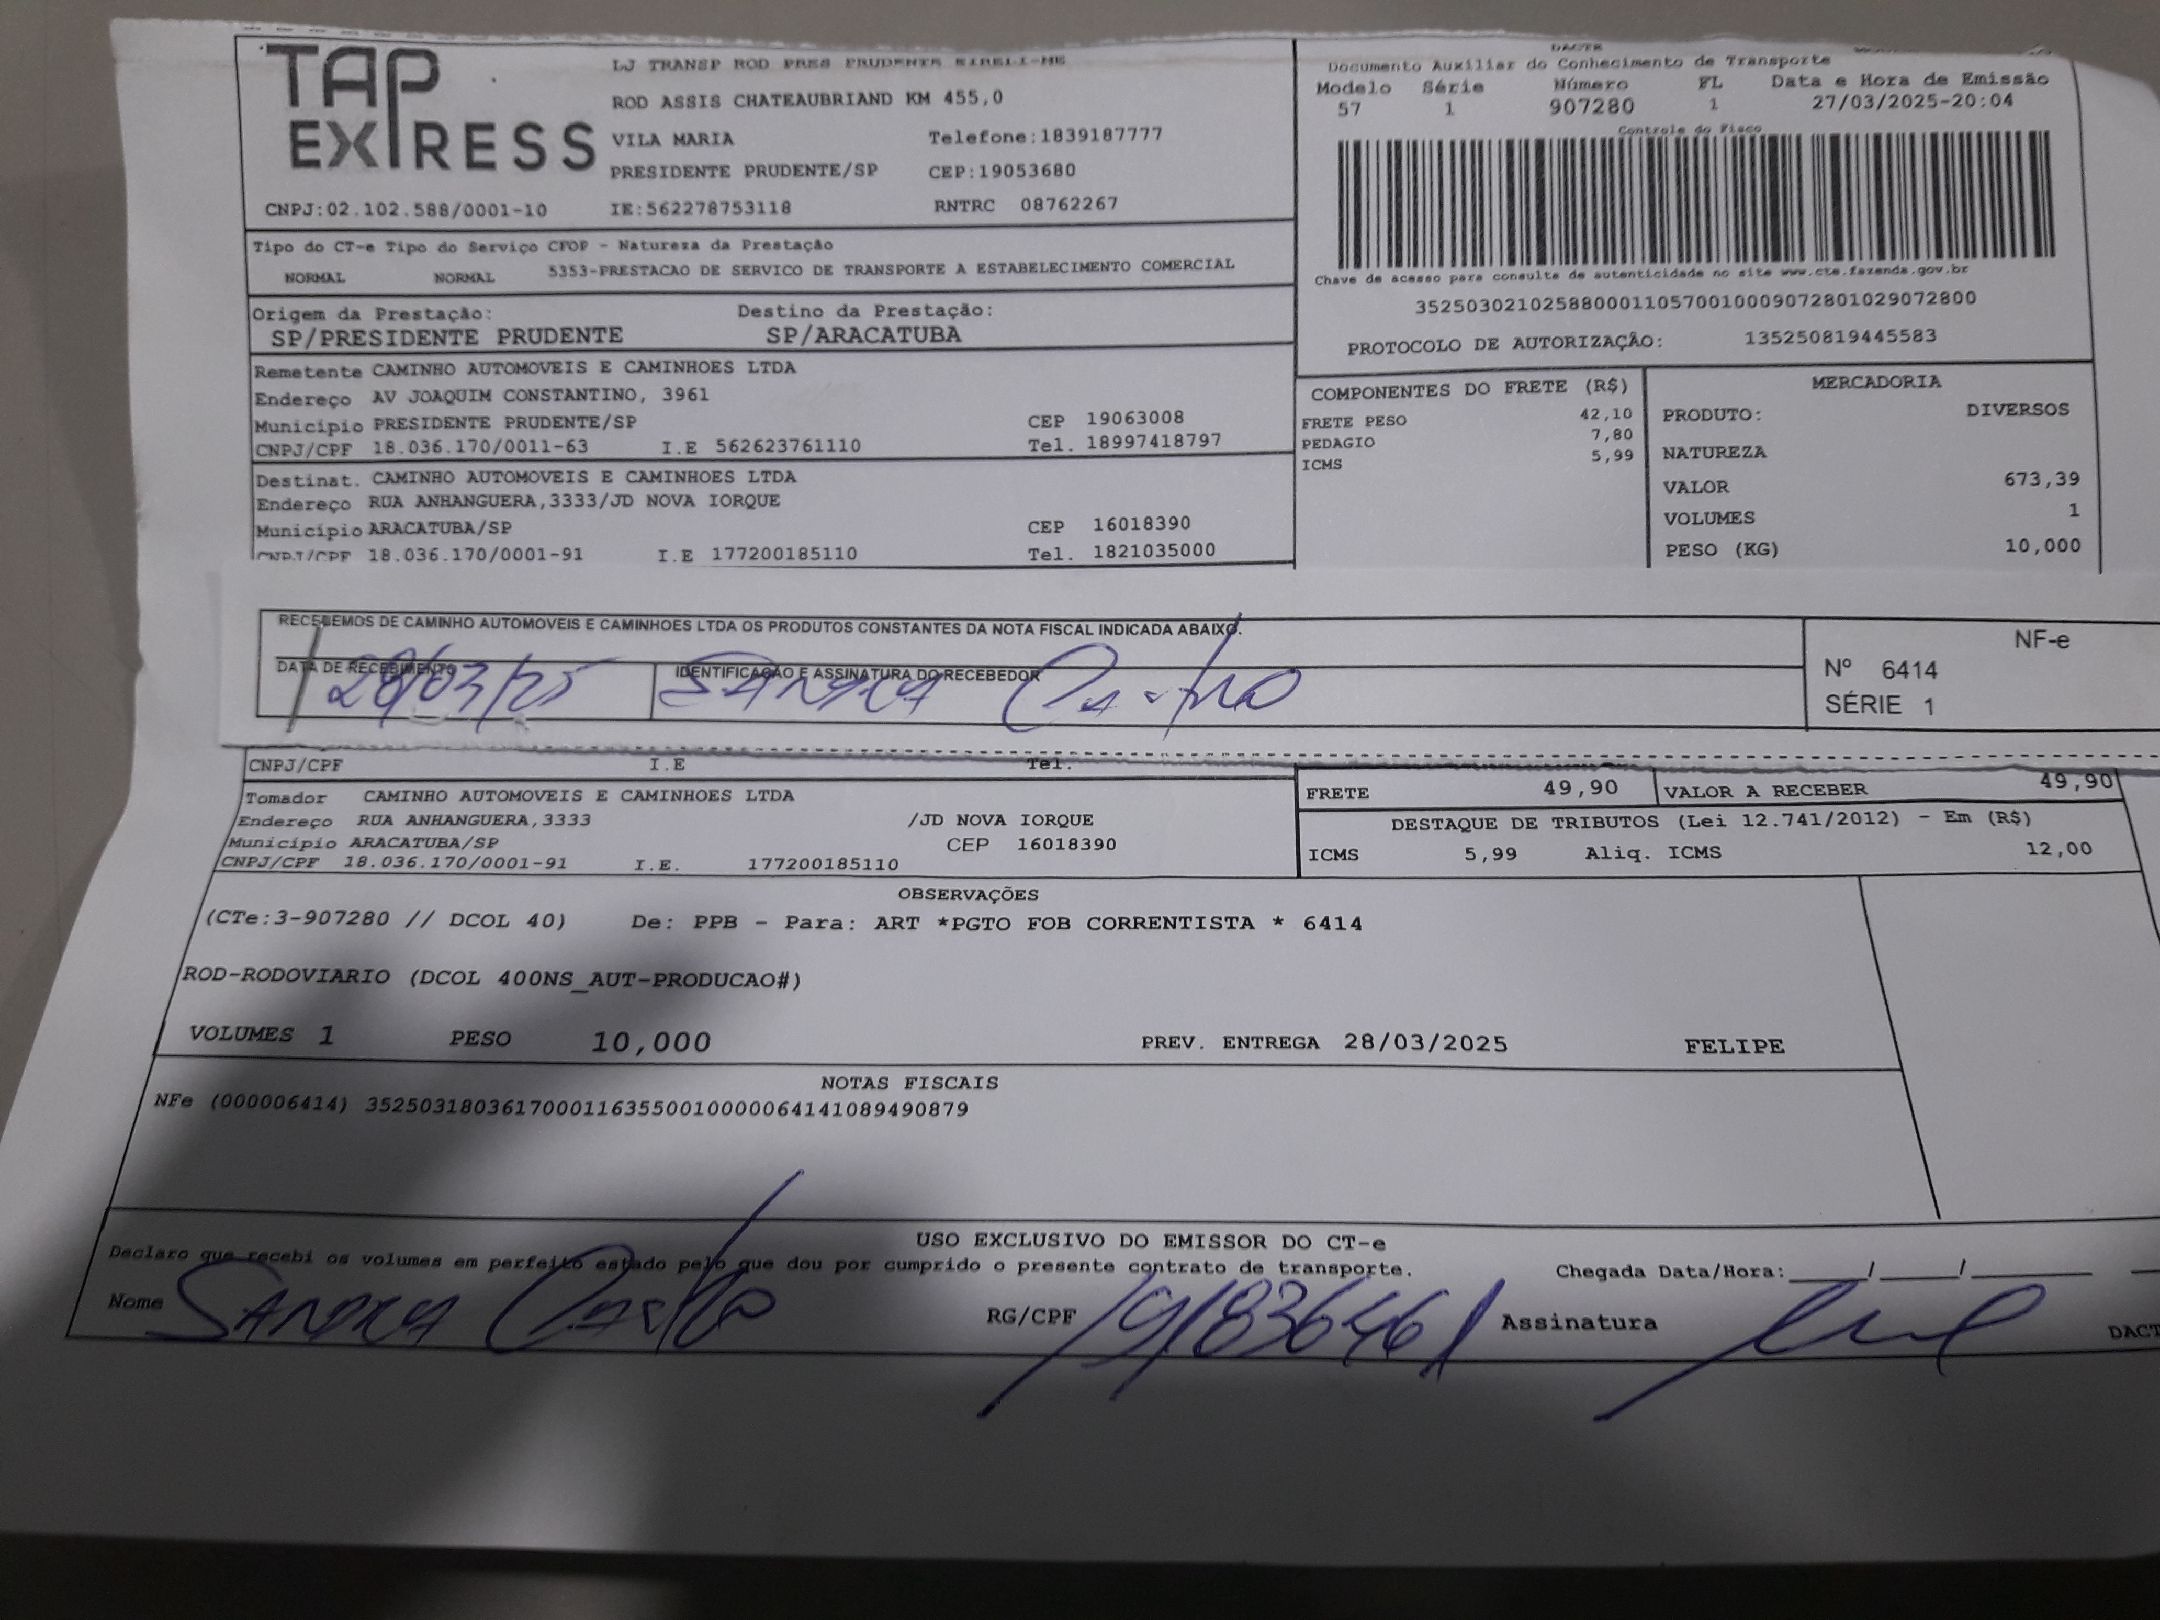 TAP EXPRESS
LJ TRANSP ROD PRES PRUDENTE EIRELI-ME
ROD ASSIS CHATEAUBRIAND KM 455,0
VILA MARIA Telefone:1839187777
PRESIDENTE PRUDENTE/SP CEP:19053680
CNPJ:02.102.588/0001-10 IE:562278753118 RNTRC 08762267
DACTE
Documento Auxiliar do Conhecimento de Transporte
Modelo Série Número FL Data e Hora de Emissão
57 1 907280 1 27/03/2025-20:04
Controle do Fisco
Chave de acesso para consulta de autenticidade no site www.cte.fazenda.gov.br
35250302102588000110570010009072801029072800
PROTOCOLO DE AUTORIZAÇÃO: 135250819445583
Tipo do CT-e Tipo do Serviço CFOP - Natureza da Prestação
NORMAL NORMAL 5353-PRESTACAO DE SERVICO DE TRANSPORTE A ESTABELECIMENTO COMERCIAL
Origem da Prestação: Destino da Prestação:
SP/PRESIDENTE PRUDENTE SP/ARACATUBA
Remetente CAMINHO AUTOMOVEIS E CAMINHOES LTDA
Endereço AV JOAQUIM CONSTANTINO, 3961
Município PRESIDENTE PRUDENTE/SP CEP 19063008
CNPJ/CPF 18.036.170/0011-63 I.E 562623761110 Tel. 18997418797
Destinat. CAMINHO AUTOMOVEIS E CAMINHOES LTDA
Endereço RUA ANHANGUERA,3333/JD NOVA IORQUE
Município ARACATUBA/SP CEP 16018390
CNPJ/CPF 18.036.170/0001-91 I.E 177200185110 Tel. 1821035000
COMPONENTES DO FRETE (R$)
FRETE PESO 42,10
PEDAGIO 7,80
ICMS 5,99
MERCADORIA
PRODUTO: DIVERSOS
NATUREZA
VALOR 673,39
VOLUMES 1
PESO (KG) 10,000
RECEBEMOS DE CAMINHO AUTOMOVEIS E CAMINHOES LTDA OS PRODUTOS CONSTANTES DA NOTA FISCAL INDICADA ABAIXO.
DATA DE RECEBIMENTO IDENTIFICAÇÃO E ASSINATURA DO RECEBEDOR
28/03/25 SANDRA Castro
NF-e
Nº 6414
SÉRIE 1
CNPJ/CPF I.E Tel.
Tomador CAMINHO AUTOMOVEIS E CAMINHOES LTDA
Endereço RUA ANHANGUERA,3333 /JD NOVA IORQUE
Município ARACATUBA/SP CEP 16018390
CNPJ/CPF 18.036.170/0001-91 I.E. 177200185110
FRETE 49,90 VALOR A RECEBER 49,90
DESTAQUE DE TRIBUTOS (Lei 12.741/2012) - Em (R$)
ICMS 5,99 Aliq. ICMS 12,00
OBSERVAÇÕES
(CTe:3-907280 // DCOL 40) De: PPB - Para: ART *PGTO FOB CORRENTISTA * 6414
ROD-RODOVIARIO (DCOL 400NS_AUT-PRODUCAO#)
VOLUMES 1 PESO 10,000 PREV. ENTREGA 28/03/2025 FELIPE
NOTAS FISCAIS
NFe (000006414) 35250318036170001163550010000064141089490879
USO EXCLUSIVO DO EMISSOR DO CT-e
Declaro que recebi os volumes em perfeito estado pelo que dou por cumprido o presente contrato de transporte. Chegada Data/Hora:____/____/______
Nome SANDRA Castro RG/CPF 191836461 Assinatura
DACT